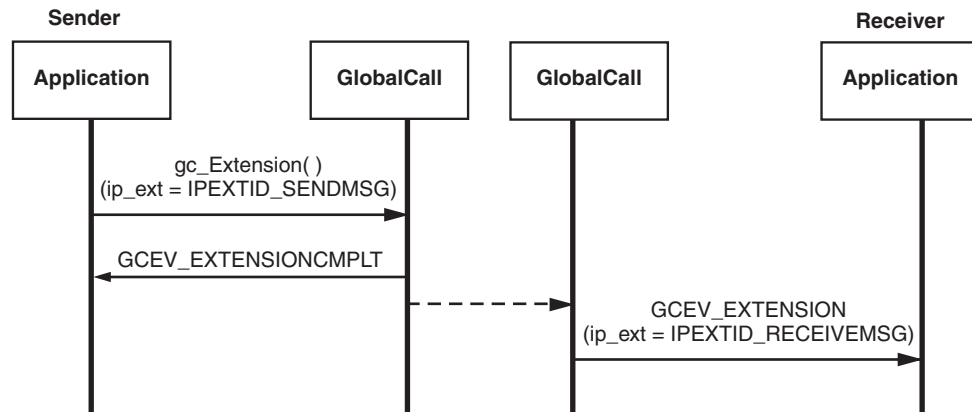 Sender
Receiver
Application
GlobalCall
GlobalCall
Application
gc_Extension( )
(ip_ext = IPEXTID_SENDMSG)
GCEV_EXTENSIONCMPLT
GCEV_EXTENSION
(ip_ext = IPEXTID_RECEIVEMSG)